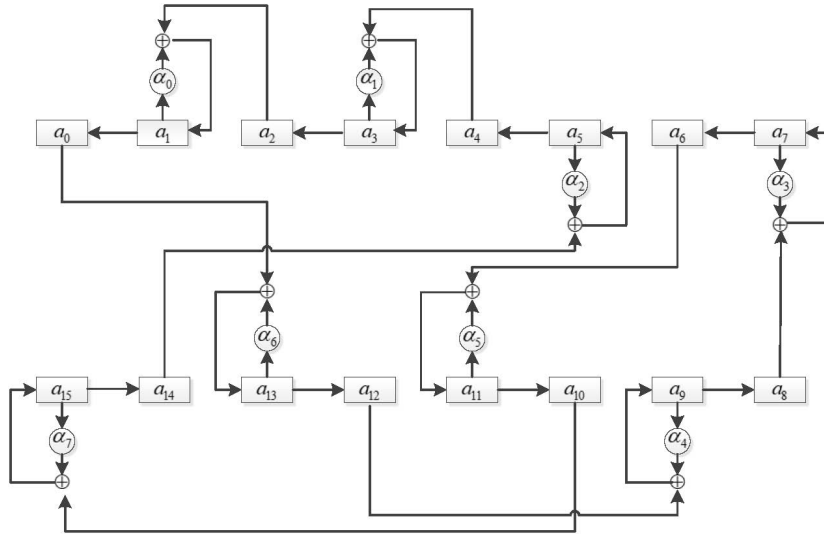 α₀ α₁
a₀ a₁ a₂ a₃ a₄ a₅ a₆ a₇
α₂ α₃
α₆ α₅
a₁₅ a₁₄ a₁₃ a₁₂ a₁₁ a₁₀ a₉ a₈
α₇ α₄